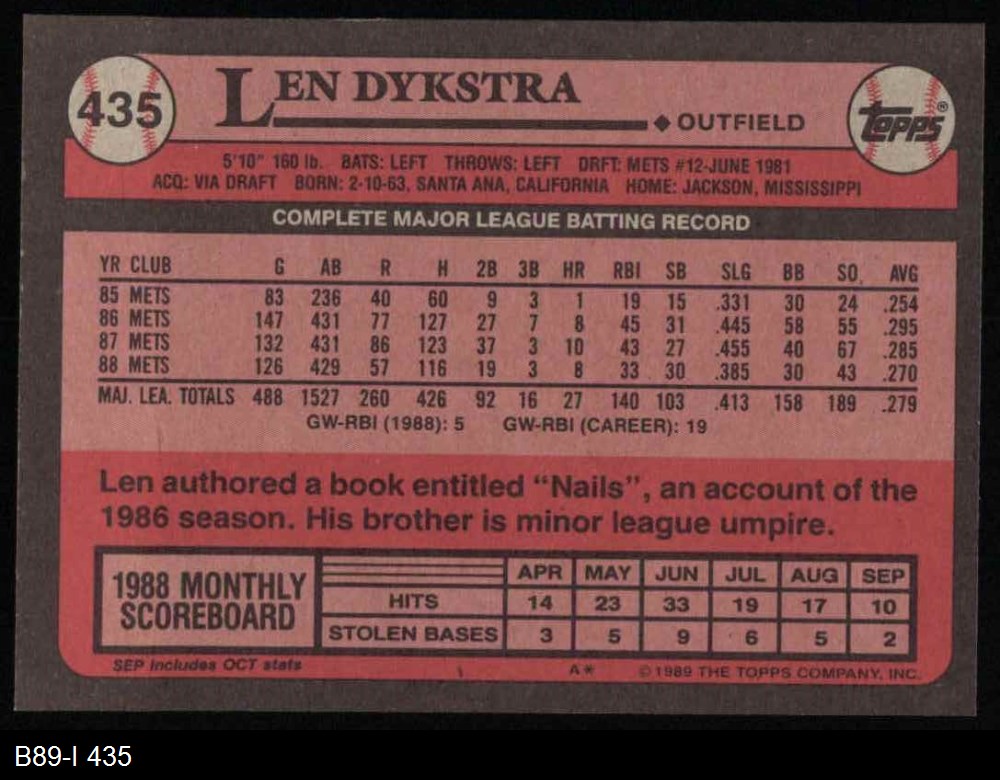 435
LEN DYKSTRA
◆ OUTFIELD
TOPPS®
5'10" 160 lb. BATS: LEFT THROWS: LEFT DRFT: METS #12-JUNE 1981
ACQ: VIA DRAFT BORN: 2-10-63, SANTA ANA, CALIFORNIA HOME: JACKSON, MISSISSIPPI
COMPLETE MAJOR LEAGUE BATTING RECORD
YR CLUB G AB R H 2B 3B HR RBI SB SLG BB SO AVG
85 METS 83 236 40 60 9 3 1 19 15 .331 30 24 .254
86 METS 147 431 77 127 27 7 8 45 31 .445 58 55 .295
87 METS 132 431 86 123 37 3 10 43 27 .455 40 67 .285
88 METS 126 429 57 116 19 3 8 33 30 .385 30 43 .270
MAJ. LEA. TOTALS 488 1527 260 426 92 16 27 140 103 .413 158 189 .279
GW-RBI (1988): 5 GW-RBI (CAREER): 19
Len authored a book entitled “Nails”, an account of the
1986 season. His brother is minor league umpire.
1988 MONTHLY
SCOREBOARD
APR MAY JUN JUL AUG SEP
HITS 14 23 33 19 17 10
STOLEN BASES 3 5 9 6 5 2
SEP includes OCT stats
A*
© 1989 THE TOPPS COMPANY, INC.
B89-I 435